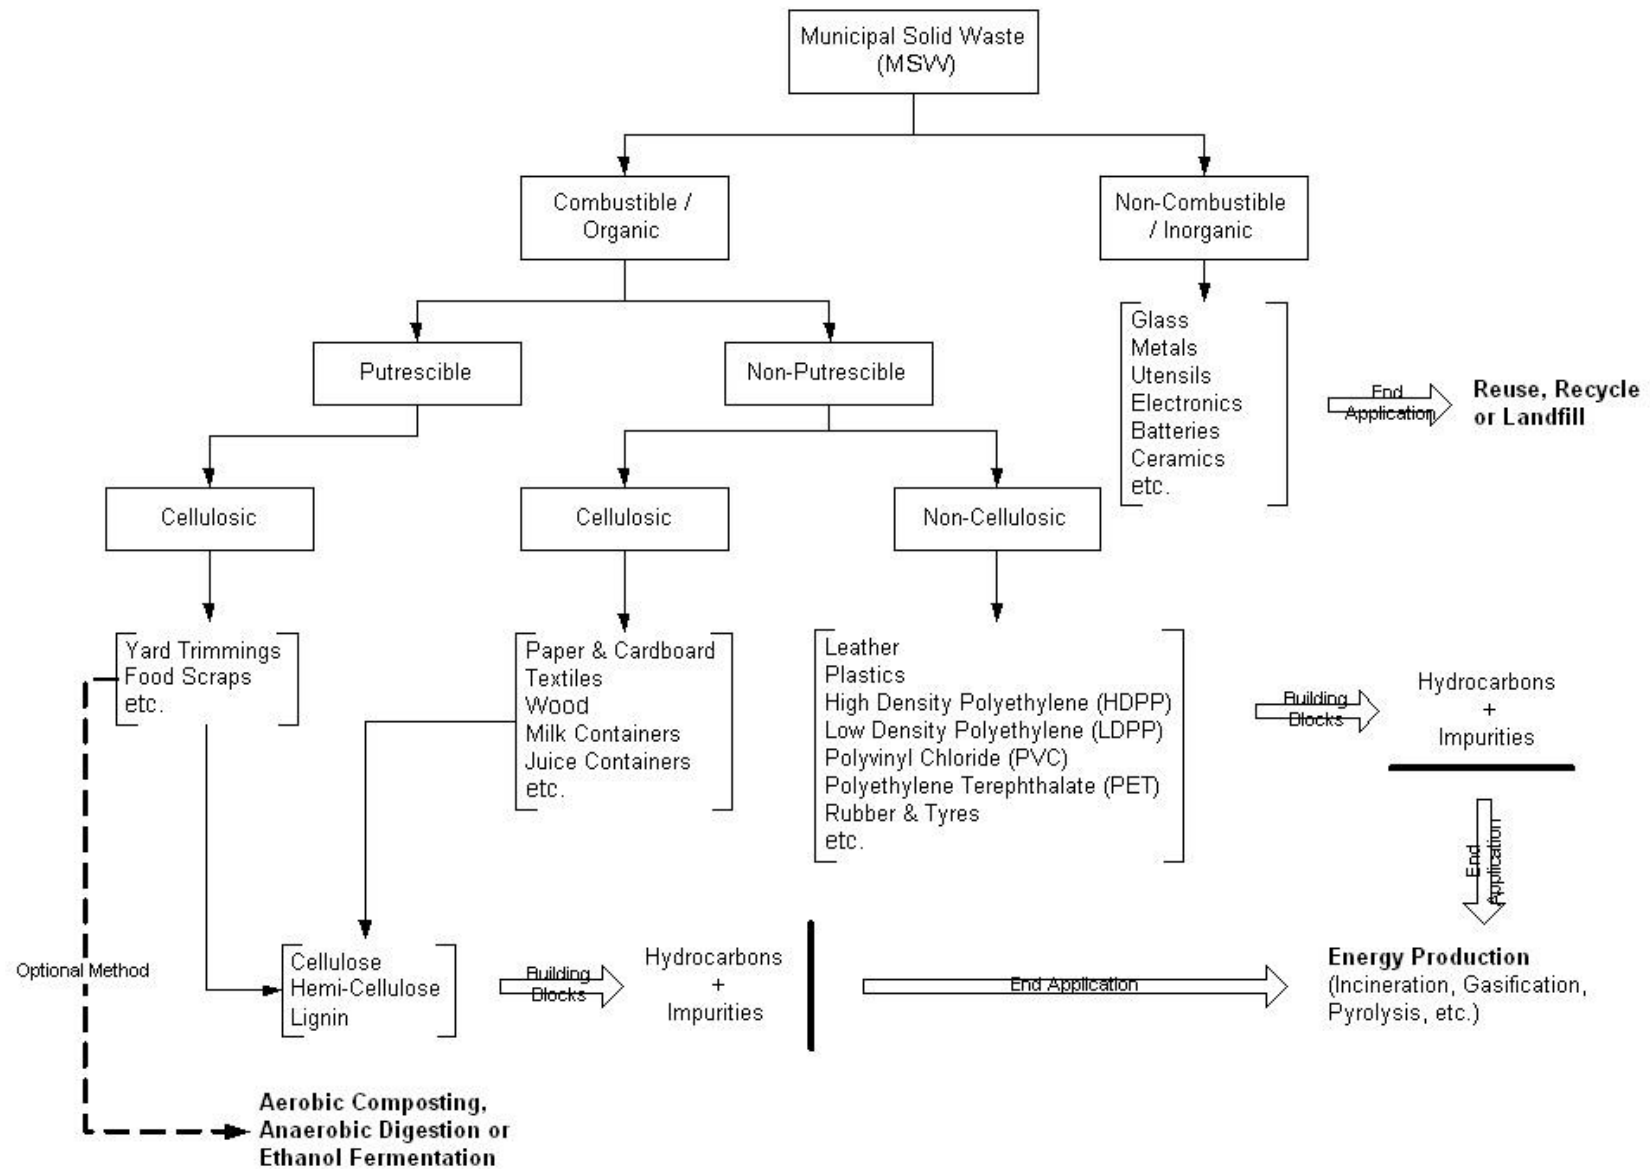 Municipal Solid Waste
(MSW)
Combustible /
Organic
Non-Combustible
/ Inorganic
Putrescible
Non-Putrescible
Glass
Metals
Utensils
Electronics
Batteries
Ceramics
etc.
End
Application
Reuse, Recycle
or Landfill
Cellulosic
Cellulosic
Non-Cellulosic
Yard Trimmings
Food Scraps
etc.
Paper & Cardboard
Textiles
Wood
Milk Containers
Juice Containers
etc.
Leather
Plastics
High Density Polyethylene (HDPP)
Low Density Polyethylene (LDPP)
Polyvinyl Chloride (PVC)
Polyethylene Terephthalate (PET)
Rubber & Tyres
etc.
Building
Blocks
Hydrocarbons
+
Impurities
End
Application
Optional Method
Cellulose
Hemi-Cellulose
Lignin
Building
Blocks
Hydrocarbons
+
Impurities
End Application
Energy Production
(Incineration, Gasification,
Pyrolysis, etc.)
Aerobic Composting,
Anaerobic Digestion or
Ethanol Fermentation